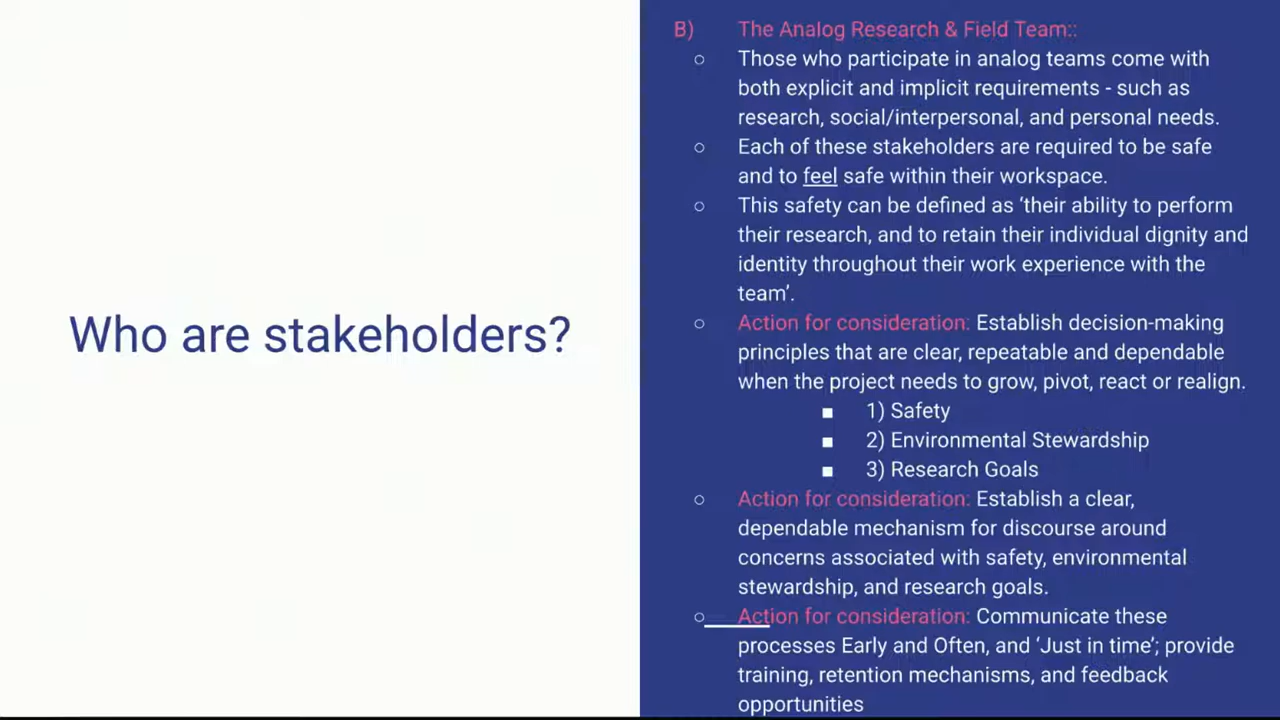 Who are stakeholders?
B) The Analog Research & Field Team::
○ Those who participate in analog teams come with
both explicit and implicit requirements - such as
research, social/interpersonal, and personal needs.
○ Each of these stakeholders are required to be safe
and to feel safe within their workspace.
○ This safety can be defined as ‘their ability to perform
their research, and to retain their individual dignity and
identity throughout their work experience with the
team’.
○ Action for consideration: Establish decision-making
principles that are clear, repeatable and dependable
when the project needs to grow, pivot, react or realign.
■ 1) Safety
■ 2) Environmental Stewardship
■ 3) Research Goals
○ Action for consideration: Establish a clear,
dependable mechanism for discourse around
concerns associated with safety, environmental
stewardship, and research goals.
○ Action for consideration: Communicate these
processes Early and Often, and ‘Just in time’; provide
training, retention mechanisms, and feedback
opportunities